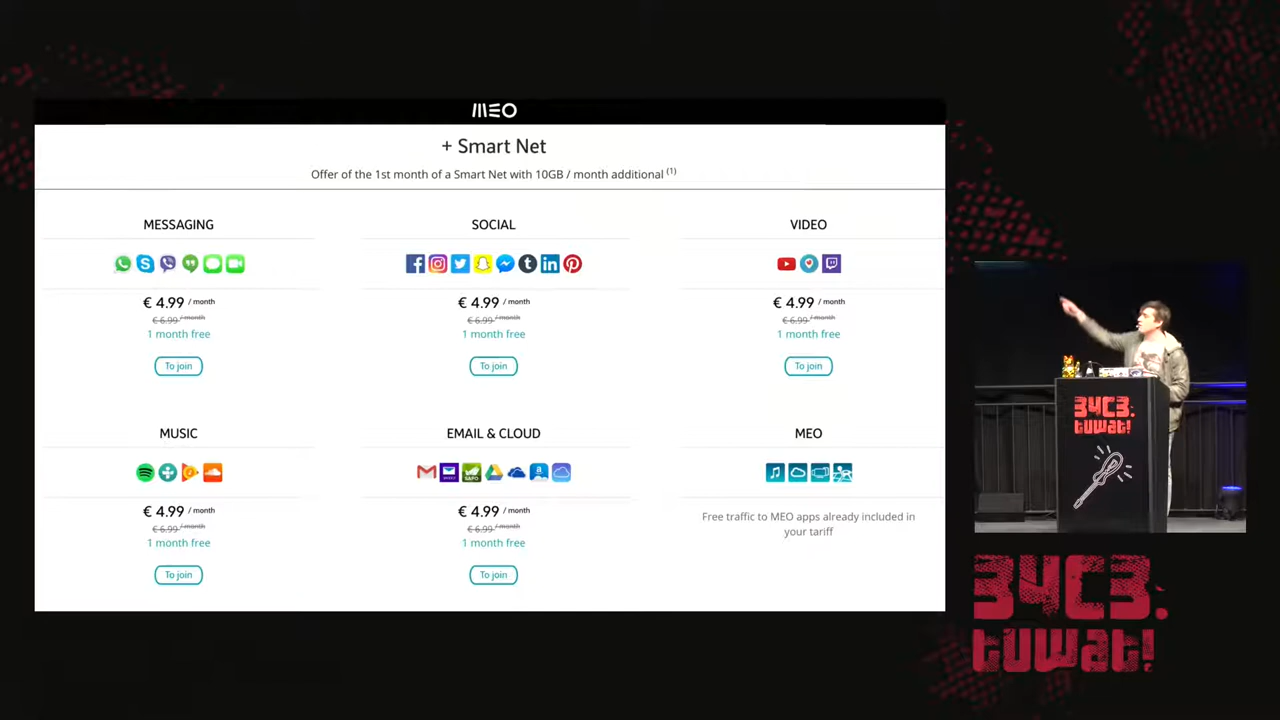 MEO
+ Smart Net
Offer of the 1st month of a Smart Net with 10GB / month additional (1)
MESSAGING
SOCIAL
VIDEO
€ 4.99 / month
€ 6.99 / month
1 month free
To join
€ 4.99 / month
€ 6.99 / month
1 month free
To join
€ 4.99 / month
€ 6.99 / month
1 month free
To join
MUSIC
EMAIL & CLOUD
MEO
€ 4.99 / month
€ 6.99 / month
1 month free
To join
€ 4.99 / month
€ 6.99 / month
1 month free
To join
Free traffic to MEO apps already included in
your tariff
34C3.
tuwat!
34C3.
tuwat!